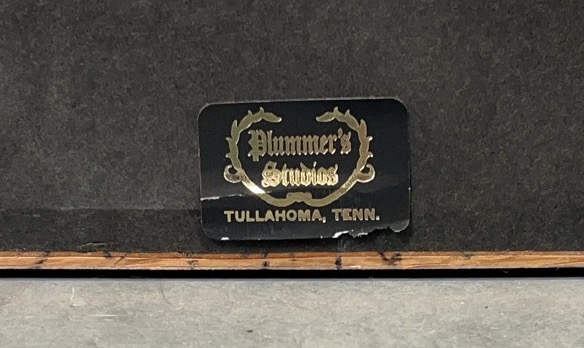 Plummer's
Studios
TULLAHOMA, TENN.